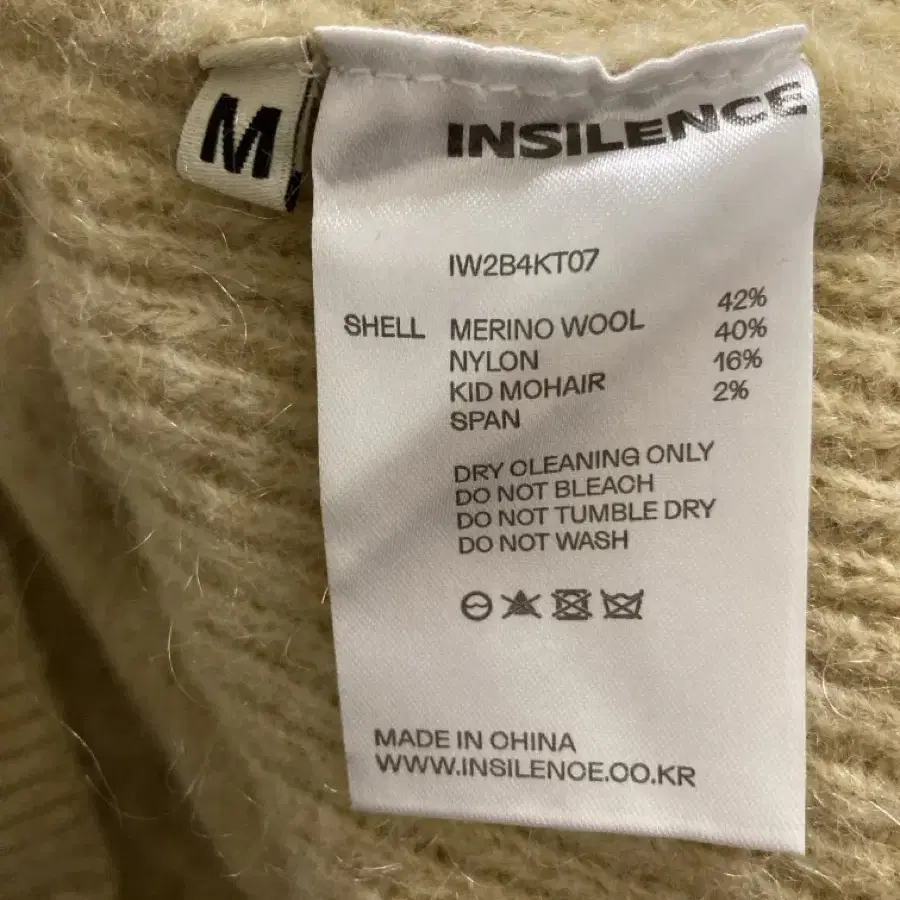 M
INSILENCE
IW2B4KT07
SHELL MERINO WOOL 42%
NYLON 40%
KID MOHAIR 16%
SPAN 2%
DRY CLEANING ONLY
DO NOT BLEACH
DO NOT TUMBLE DRY
DO NOT WASH
MADE IN CHINA
WWW.INSILENCE.CO.KR